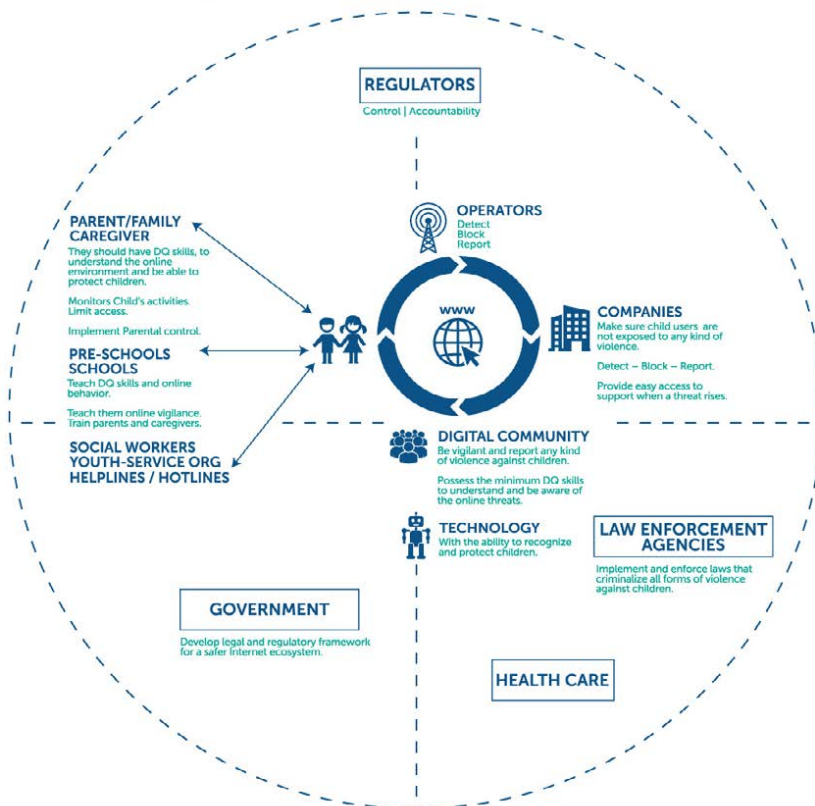 REGULATORS
Control | Accountability
PARENT/FAMILY
CAREGIVER
They should have DQ skills, to
understand the online
environment and be able to
protect children.
Monitors Child's activities.
Limit access.
Implement Parental control.
PRE-SCHOOLS
SCHOOLS
Teach DQ skills and online
behavior.
Teach them online vigilance.
Train parents and caregivers.
SOCIAL WORKERS
YOUTH-SERVICE ORG
HELPLINES / HOTLINES
OPERATORS
Detect
Block
Report
www
COMPANIES
Make sure child users are
not exposed to any kind of
violence.
Detect – Block – Report.
Provide easy access to
support when a threat rises.
DIGITAL COMMUNITY
Be vigilant and report any kind
of violence against children.
Possess the minimum DQ skills
to understand and be aware of
the online threats.
TECHNOLOGY
With the ability to recognize
and protect children.
LAW ENFORCEMENT
AGENCIES
Implement and enforce laws that
criminalize all forms of violence
against children.
GOVERNMENT
Develop legal and regulatory framework
for a safer Internet ecosystem.
HEALTH CARE